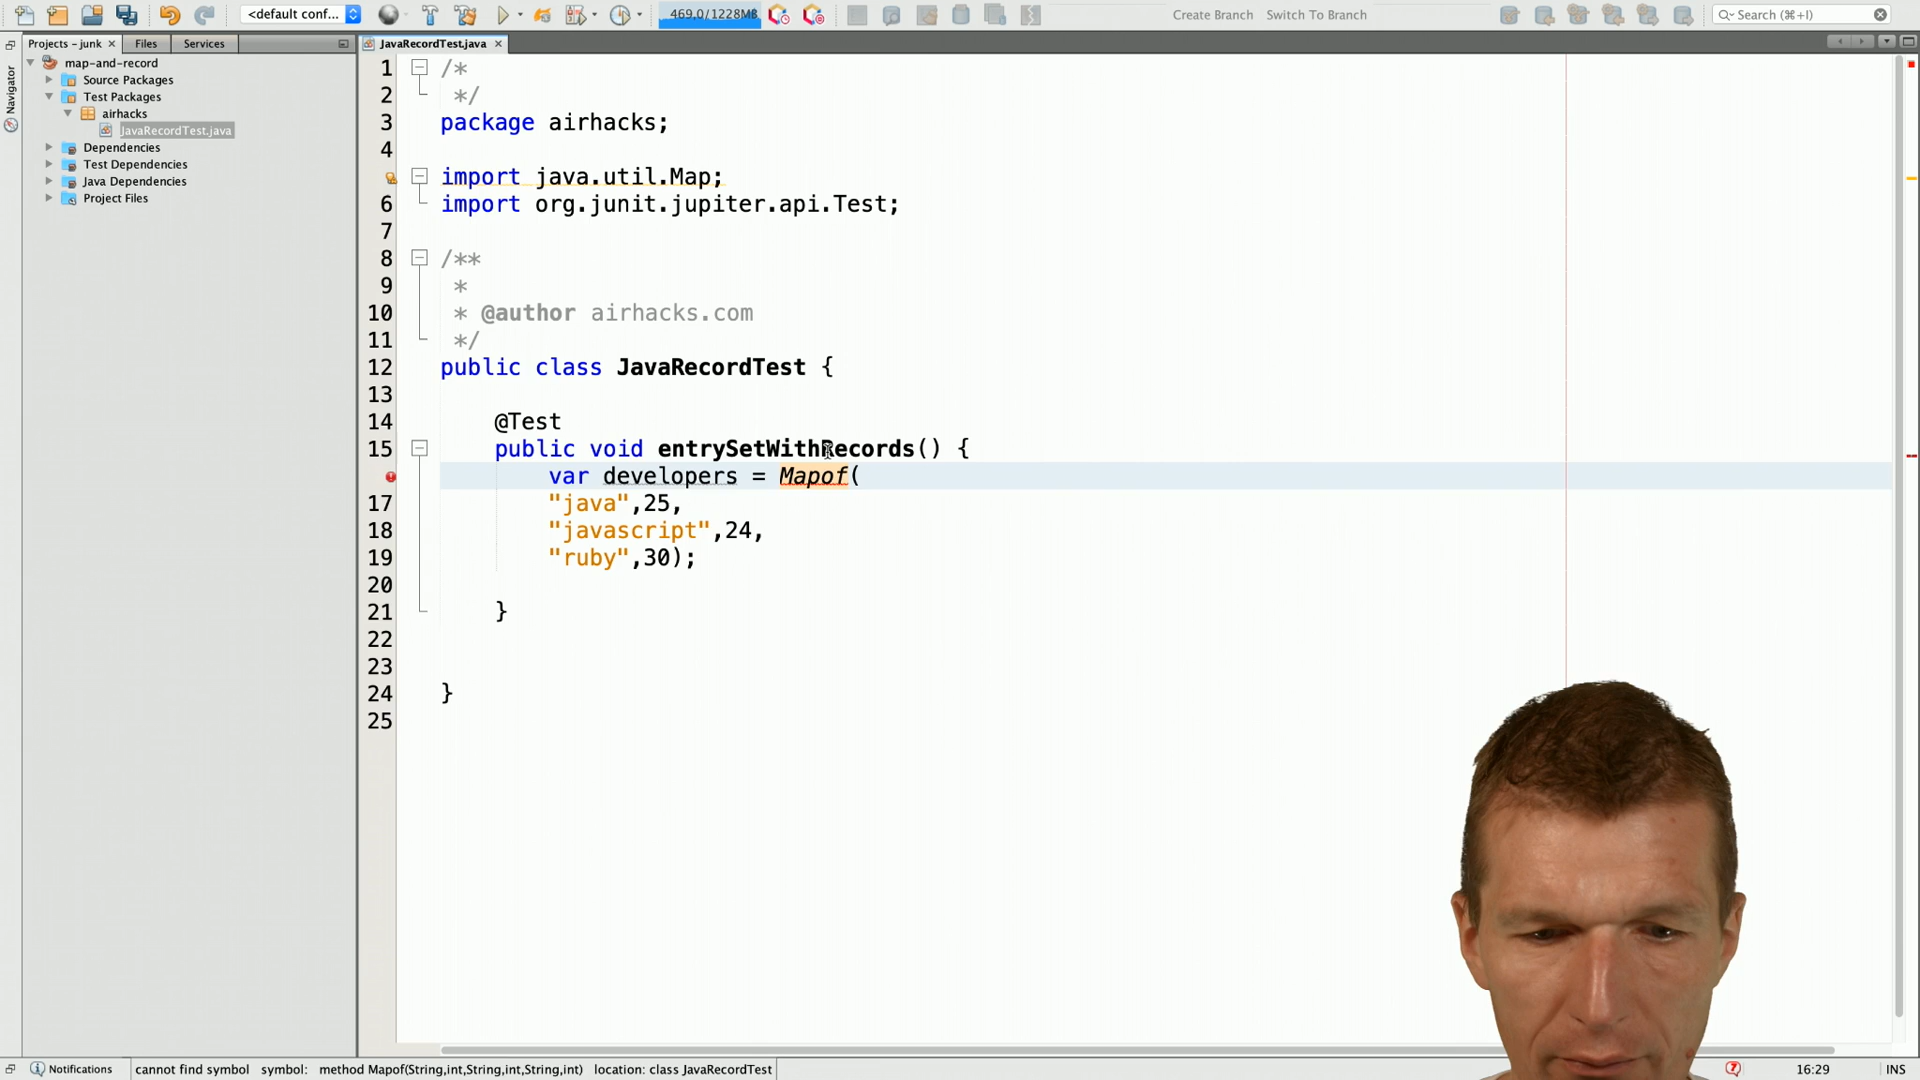 <default conf...
469,0/1228MB
Create Branch
Switch To Branch
Search (⌘+I)
Projects – junk
Files
Services
JavaRecordTest.java
Navigator
map-and-record
Source Packages
Test Packages
airhacks
JavaRecordTest.java
Dependencies
Test Dependencies
Java Dependencies
Project Files
1 /*
2 */
3 package airhacks;
4
import java.util.Map;
6 import org.junit.jupiter.api.Test;
7
8 /**
9 *
10 * @author airhacks.com
11 */
12 public class JavaRecordTest {
13
14 @Test
15 public void entrySetWithRecords() {
var developers = Mapof(
17 "java",25,
18 "javascript",24,
19 "ruby",30);
20
21 }
22
23
24 }
25
Notifications
cannot find symbol symbol: method Mapof(String,int,String,int,String,int) location: class JavaRecordTest
16:29
INS